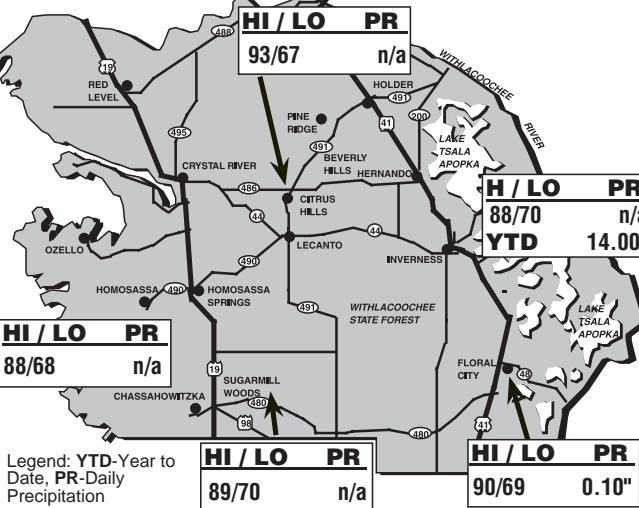 HI / LO PR
93/67 n/a
488
19
RED
LEVEL
WITHLACOOCHEE
RIVER
HOLDER
491
PINE
RIDGE
41
200
495
491
LAKE
TSALA
APOPKA
BEVERLY
HILLS
CRYSTAL RIVER
HERNANDO
486
CITRUS
HILLS
H / LO PR
88/70 n/a
YTD 14.00
44
44
OZELLO
LECANTO
INVERNESS
490
HOMOSASSA
490
HOMOSASSA
SPRINGS
491
WITHLACOOCHEE
STATE FOREST
LAKE
TSALA
APOPKA
HI / LO PR
88/68 n/a
19
FLORAL
CITY
48
SUGARMILL
WOODS
CHASSAHOWITZKA
480
98
41
480
Legend: YTD-Year to
Date, PR-Daily
Precipitation
HI / LO PR
89/70 n/a
HI / LO PR
90/69 0.10"